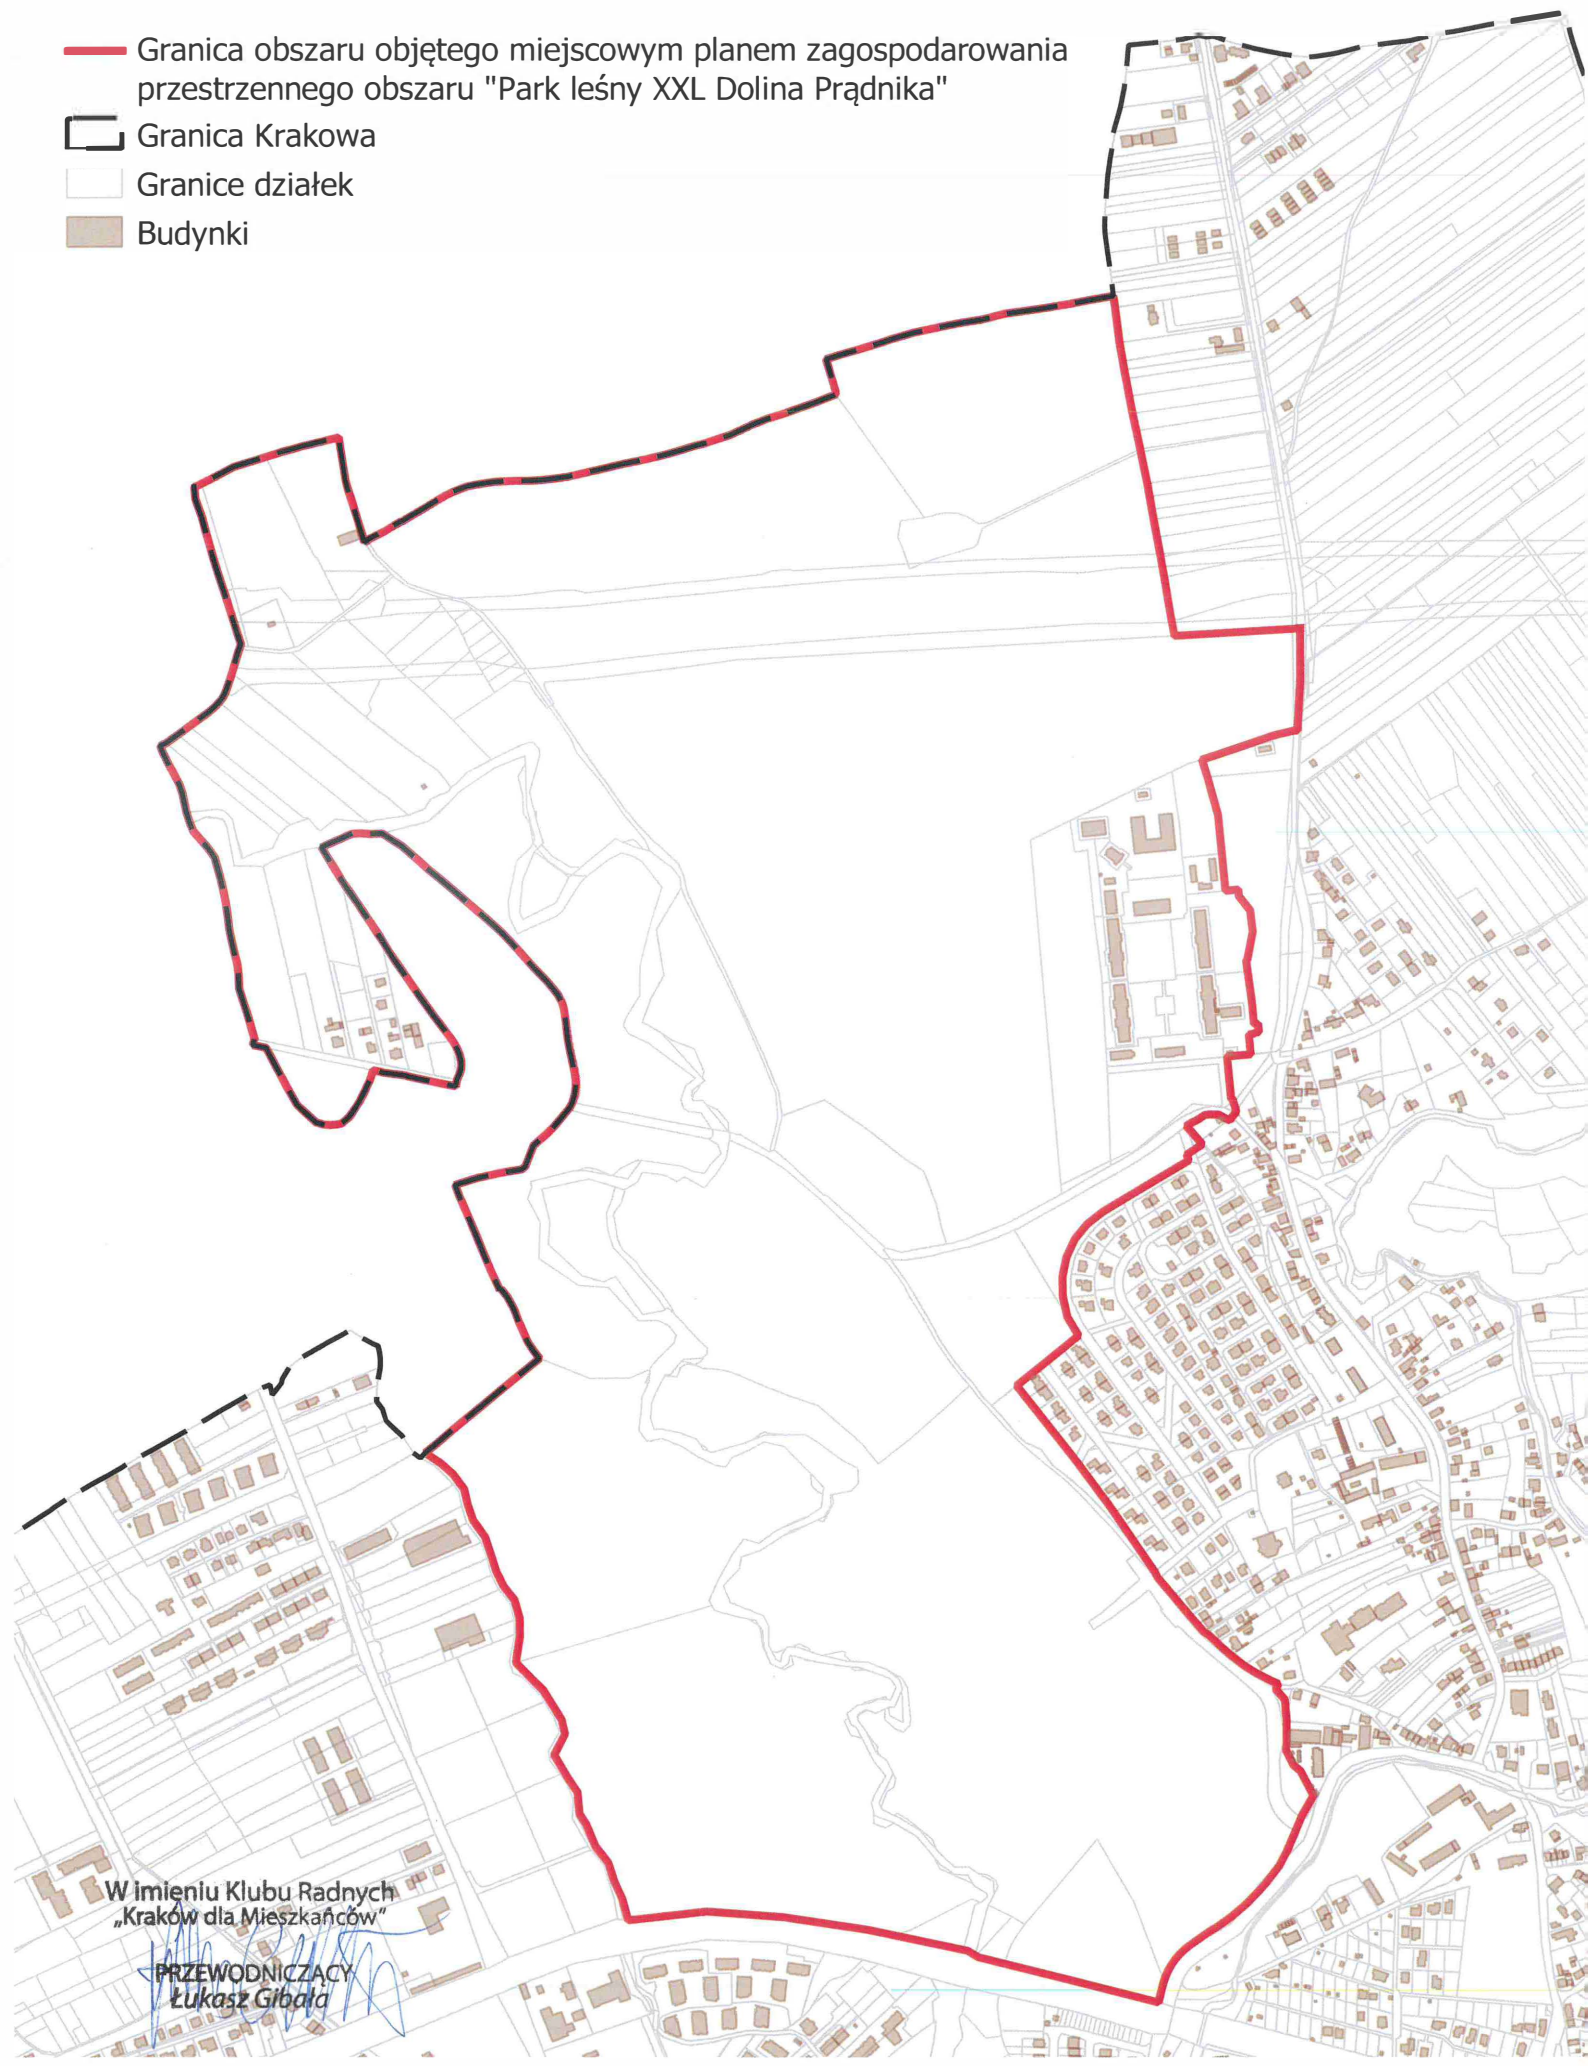 Granica obszaru objętego miejscowym planem zagospodarowania
przestrzennego obszaru "Park leśny XXL Dolina Prądnika"
Granica Krakowa
Granice działek
Budynki
W imieniu Klubu Radnych
„Kraków dla Mieszkańców”
PRZEWODNICZĄCY
Łukasz Gibała